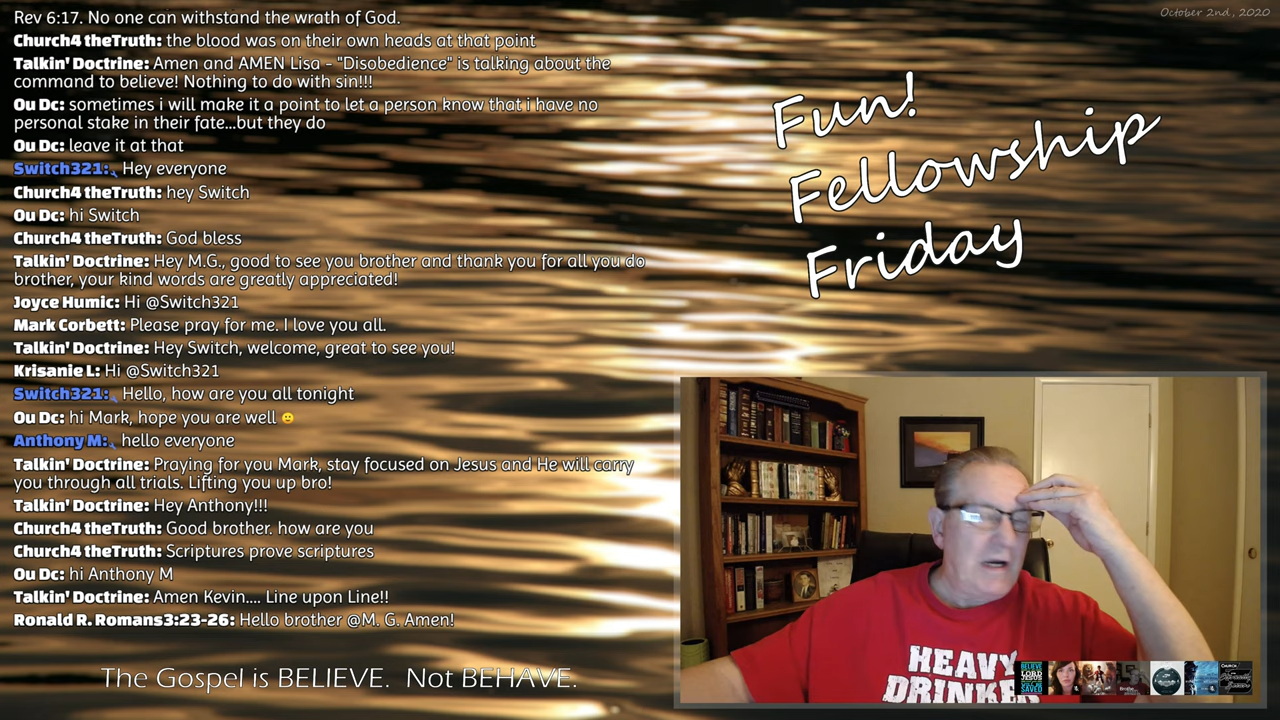 Rev 6:17. No one can withstand the wrath of God.
Church4 theTruth: the blood was on their own heads at that point
Talkin' Doctrine: Amen and AMEN Lisa - "Disobedience" is talking about the
command to believe! Nothing to do with sin!!!
Ou Dc: sometimes i will make it a point to let a person know that i have no
personal stake in their fate...but they do
Ou Dc: leave it at that
Switch321: Hey everyone
Church4 theTruth: hey Switch
Ou Dc: hi Switch
Church4 theTruth: God bless
Talkin' Doctrine: Hey M.G., good to see you brother and thank you for all you do
brother, your kind words are greatly appreciated!
Joyce Humic: Hi @Switch321
Mark Corbett: Please pray for me. I love you all.
Talkin' Doctrine: Hey Switch, welcome, great to see you!
Krisanie L: Hi @Switch321
Switch321: Hello, how are you all tonight
Ou Dc: hi Mark, hope you are well 🙁
Anthony M: hello everyone
Talkin' Doctrine: Praying for you Mark, stay focused on Jesus and He will carry
you through all trials. Lifting you up bro!
Talkin' Doctrine: Hey Anthony!!!
Church4 theTruth: Good brother. how are you
Church4 theTruth: Scriptures prove scriptures
Ou Dc: hi Anthony M
Talkin' Doctrine: Amen Kevin.... Line upon Line!!
Ronald R. Romans3:23-26: Hello brother @M. G. Amen!
The Gospel is BELIEVE. Not BEHAVE.
October 2nd, 2020
Fun!
Fellowship
Friday
HEAVY
DRINKER
BELIEVE
LORD
JESUS
SAVED
CHURCH